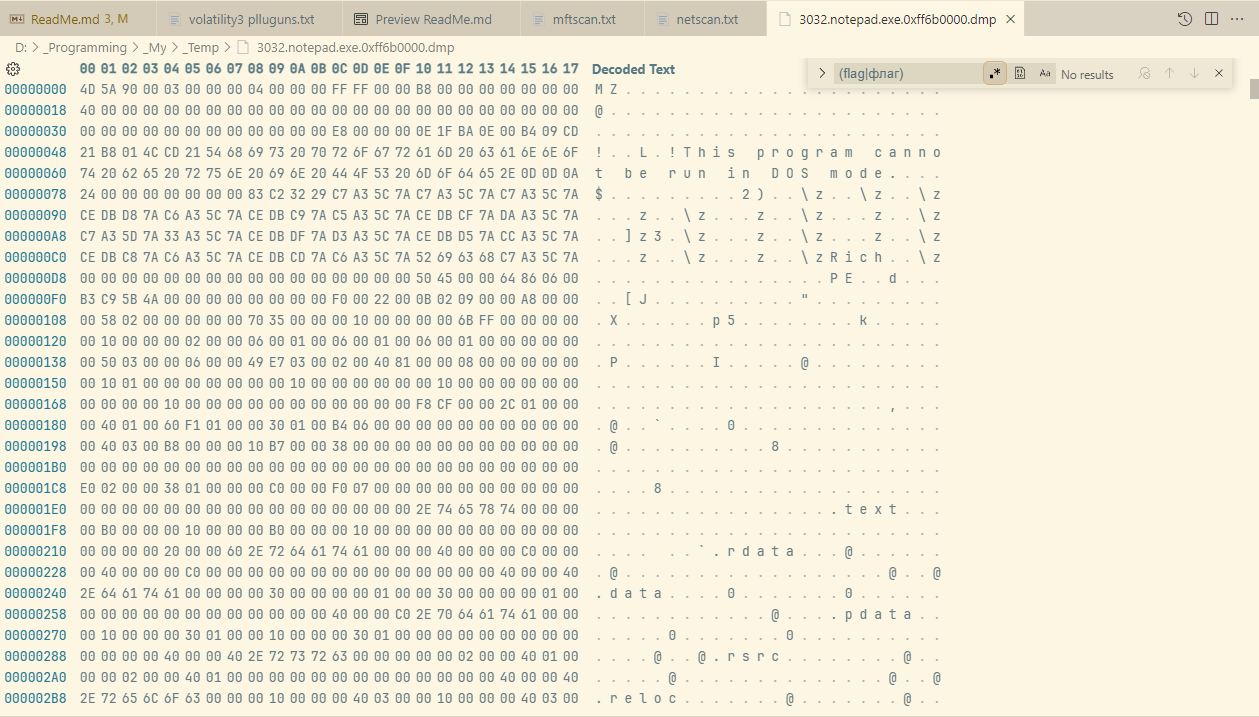 ReadMe.md 3, M
volatility3 plluguns.txt
Preview ReadMe.md
mftscan.txt
netscan.txt
3032.notepad.exe.0xff6b0000.dmp
D: > _Programming > _My > _Temp > 3032.notepad.exe.0xff6b0000.dmp
(flag|флаг) .* Aa No results
00 01 02 03 04 05 06 07 08 09 0A 0B 0C 0D 0E 0F 10 11 12 13 14 15 16 17 Decoded Text
00000000 4D 5A 90 00 03 00 00 00 04 00 00 00 FF FF 00 00 B8 00 00 00 00 00 00 00 MZ......................
00000018 40 00 00 00 00 00 00 00 00 00 00 00 00 00 00 00 00 00 00 00 00 00 00 00 @.......................
00000030 00 00 00 00 00 00 00 00 00 00 00 00 E8 00 00 00 0E 1F BA 0E 00 B4 09 CD ........................
00000048 21 B8 01 4C CD 21 54 68 69 73 20 70 72 6F 67 72 61 6D 20 63 61 6E 6E 6F !..L.!This program canno
00000060 74 20 62 65 20 72 75 6E 20 69 6E 20 44 4F 53 20 6D 6F 64 65 2E 0D 0D 0A t be run in DOS mode....
00000078 24 00 00 00 00 00 00 00 83 C2 32 29 C7 A3 5C 7A C7 A3 5C 7A C7 A3 5C 7A $.........2)..\z..\z..\z
00000090 CE DB D8 7A C6 A3 5C 7A CE DB C9 7A C5 A3 5C 7A CE DB CF 7A DA A3 5C 7A ...z..\z...z..\z...z..\z
000000A8 C7 A3 5D 7A 33 A3 5C 7A CE DB DF 7A D3 A3 5C 7A CE DB D5 7A CC A3 5C 7A ..]z3.\z...z..\z...z..\z
000000C0 CE DB C8 7A C6 A3 5C 7A CE DB CD 7A C6 A3 5C 7A 52 69 63 68 C7 A3 5C 7A ...z..\z...z..\zRich..\z
000000D8 00 00 00 00 00 00 00 00 00 00 00 00 00 00 00 00 50 45 00 00 64 86 06 00 ................PE..d...
000000F0 B3 C9 5B 4A 00 00 00 00 00 00 00 00 F0 00 22 00 0B 02 09 00 00 A8 00 00 ..[J..........".........
00000108 00 58 02 00 00 00 00 00 70 35 00 00 00 10 00 00 00 00 6B FF 00 00 00 00 .X......p5........k.....
00000120 00 10 00 00 00 02 00 00 06 00 01 00 06 00 01 00 06 00 01 00 00 00 00 00 ........................
00000138 00 50 03 00 00 06 00 00 49 E7 03 00 02 00 40 81 00 00 08 00 00 00 00 00 .P......I.....@.........
00000150 00 10 01 00 00 00 00 00 00 00 10 00 00 00 00 00 00 10 00 00 00 00 00 00 ........................
00000168 00 00 00 00 10 00 00 00 00 00 00 00 00 00 00 00 F8 CF 00 00 2C 01 00 00 ....................,...
00000180 00 40 01 00 60 F1 01 00 00 30 01 00 B4 06 00 00 00 00 00 00 00 00 00 00 .@..`....0..............
00000198 00 40 03 00 B8 00 00 00 10 B7 00 00 38 00 00 00 00 00 00 00 00 00 00 00 .@..........8...........
000001B0 00 00 00 00 00 00 00 00 00 00 00 00 00 00 00 00 00 00 00 00 00 00 00 00 ........................
000001C8 E0 02 00 00 38 01 00 00 00 C0 00 00 F0 07 00 00 00 00 00 00 00 00 00 00 ....8...................
000001E0 00 00 00 00 00 00 00 00 00 00 00 00 00 00 00 00 2E 74 65 78 74 00 00 00 .................text...
000001F8 00 B0 00 00 00 10 00 00 00 B0 00 00 00 10 00 00 00 00 00 00 00 00 00 00 ........................
00000210 00 00 00 00 20 00 00 60 2E 72 64 61 74 61 00 00 00 40 00 00 00 C0 00 00 .... ..`.rdata...@......
00000228 00 40 00 00 00 C0 00 00 00 00 00 00 00 00 00 00 00 00 00 00 40 00 00 40 .@..................@..@
00000240 2E 64 61 74 61 00 00 00 00 30 00 00 00 00 01 00 00 30 00 00 00 00 01 00 .data....0.......0......
00000258 00 00 00 00 00 00 00 00 00 00 00 00 40 00 00 C0 2E 70 64 61 74 61 00 00 ............@....pdata..
00000270 00 10 00 00 00 30 01 00 00 10 00 00 00 30 01 00 00 00 00 00 00 00 00 00 .....0.......0..........
00000288 00 00 00 00 40 00 00 40 2E 72 73 72 63 00 00 00 00 00 02 00 00 40 01 00 ....@..@.rsrc........@..
000002A0 00 00 02 00 00 40 01 00 00 00 00 00 00 00 00 00 00 00 00 00 40 00 00 40 .....@..............@..@
000002B8 2E 72 65 6C 6F 63 00 00 00 10 00 00 00 40 03 00 00 10 00 00 00 40 03 00 .reloc.......@.......@..